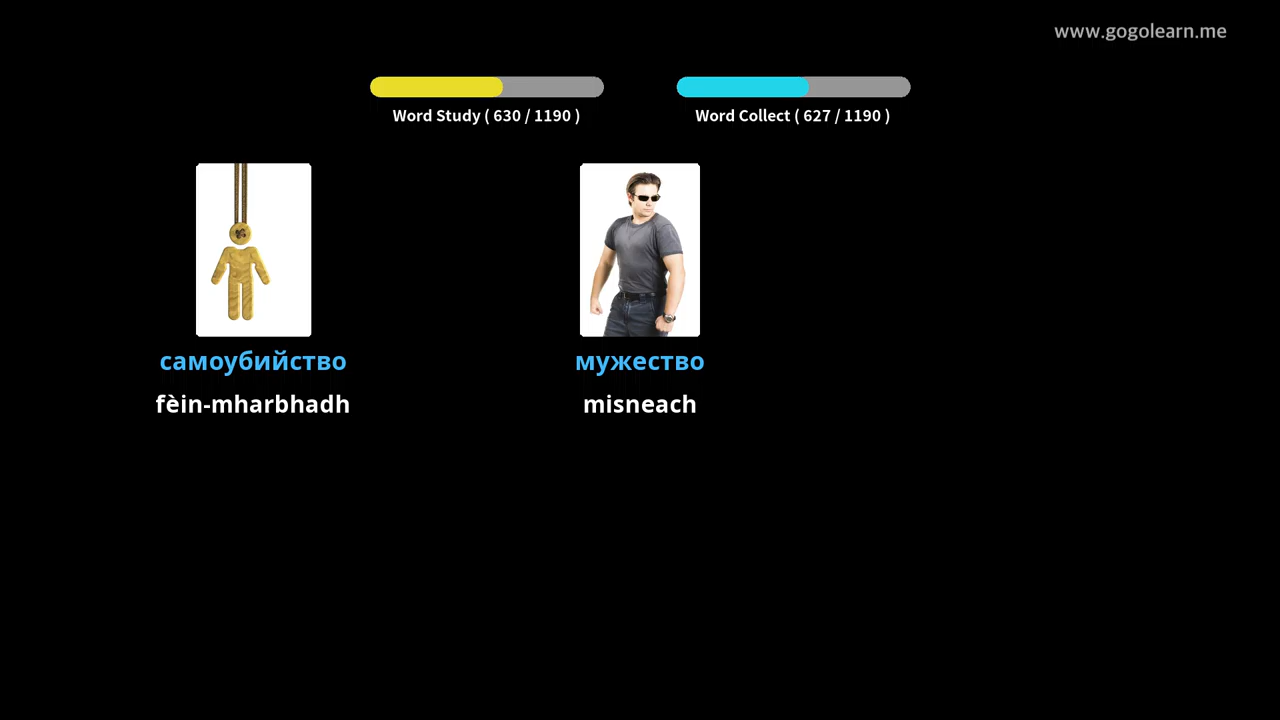 www.gogolearn.me
Word Study ( 630 / 1190 )
Word Collect ( 627 / 1190 )
самоубийство
мужество
fèin-mharbhadh
misneach